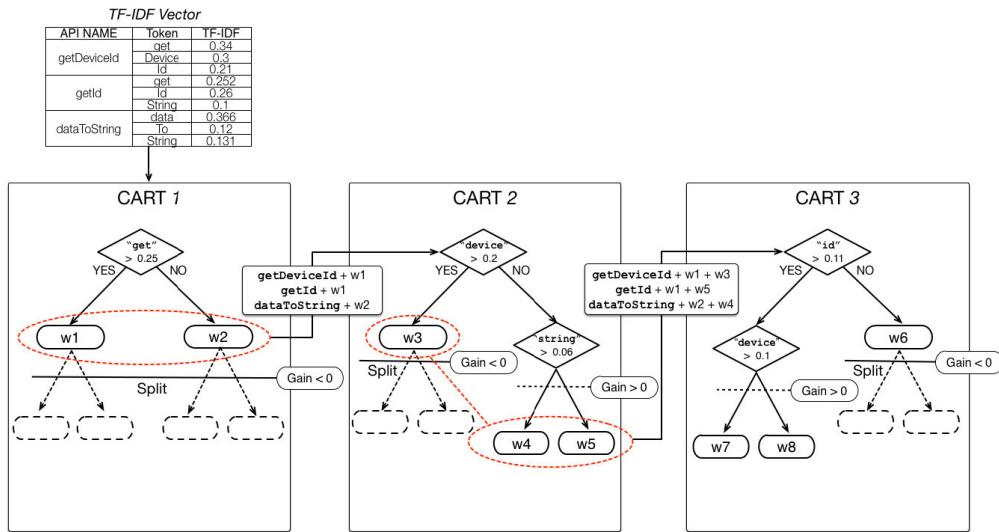 TF-IDF Vector
API NAME Token TF-IDF
getDeviceId
get 0.34
Device 0.3
Id 0.21
getId
get 0.252
Id 0.26
String 0.1
dataToString
data 0.366
To 0.12
String 0.131
CART 1
"get"
> 0.25
YES NO
w1 w2
Split
Gain < 0
getDeviceId + w1
getId + w1
dataToString + w2
CART 2
"device"
> 0.2
YES NO
w3
"string"
> 0.06
Split
Gain < 0
Gain > 0
w4 w5
getDeviceId + w1 + w3
getId + w1 + w5
dataToString + w2 + w4
CART 3
"id"
> 0.11
YES NO
"device"
> 0.1
w6
Split
Gain < 0
Gain > 0
w7 w8